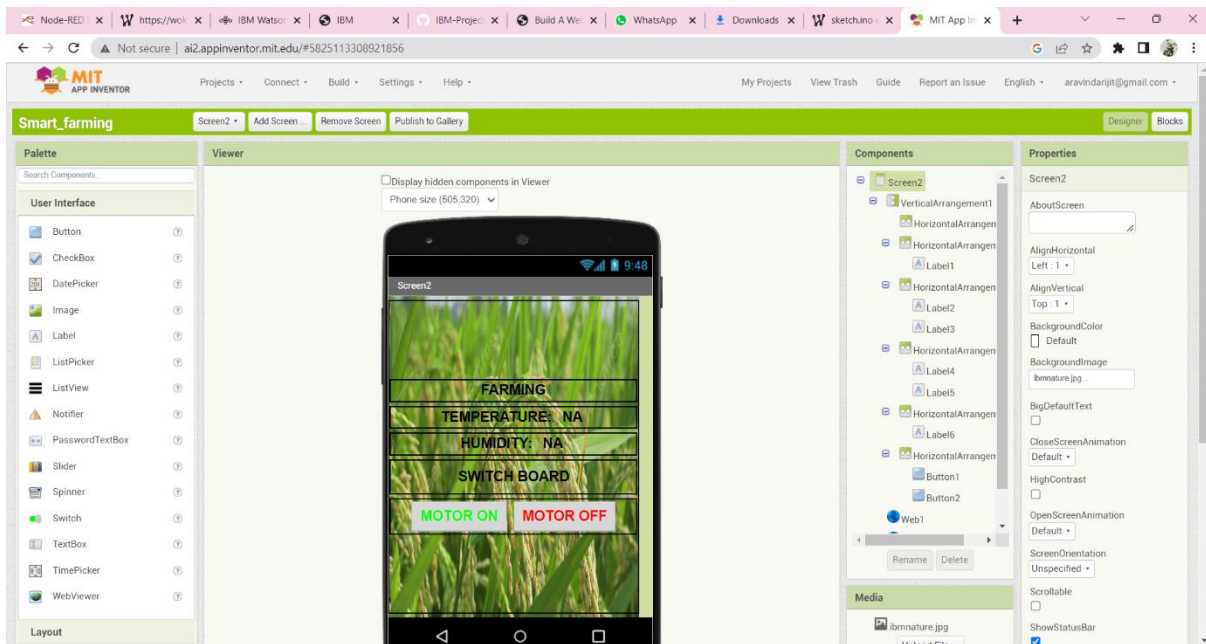 Node-RED
https://wok
IBM Watson
IBM
IBM-Project
Build A Web
WhatsApp
Downloads
sketch.ino
MIT App In
Not secure | ai2.appinventor.mit.edu/#5825113308921856
MIT
APP INVENTOR
Projects
Connect
Build
Settings
Help
My Projects
View Trash
Guide
Report an Issue
English
aravindarijit@gmail.com
Smart_farming
Screen2
Add Screen ...
Remove Screen
Publish to Gallery
Designer
Blocks
Palette
Search Components...
User Interface
Button
CheckBox
DatePicker
Image
Label
ListPicker
ListView
Notifier
PasswordTextBox
Slider
Spinner
Switch
TextBox
TimePicker
WebViewer
Layout
Viewer
Display hidden components in Viewer
Phone size (505,320)
9:48
Screen2
FARMING
TEMPERATURE: NA
HUMIDITY: NA
SWITCH BOARD
MOTOR ON MOTOR OFF
Components
Screen2
VerticalArrangement1
HorizontalArrangen
HorizontalArrangen
Label1
HorizontalArrangen
Label2
Label3
HorizontalArrangen
Label4
Label5
HorizontalArrangen
Label6
HorizontalArrangen
Button1
Button2
Web1
Rename
Delete
Media
ibmnature.jpg
Upload File ...
Properties
Screen2
AboutScreen
AlignHorizontal
Left : 1
AlignVertical
Top : 1
BackgroundColor
Default
BackgroundImage
ibmnature.jpg...
BigDefaultText
CloseScreenAnimation
Default
HighContrast
OpenScreenAnimation
Default
ScreenOrientation
Unspecified
Scrollable
ShowStatusBar